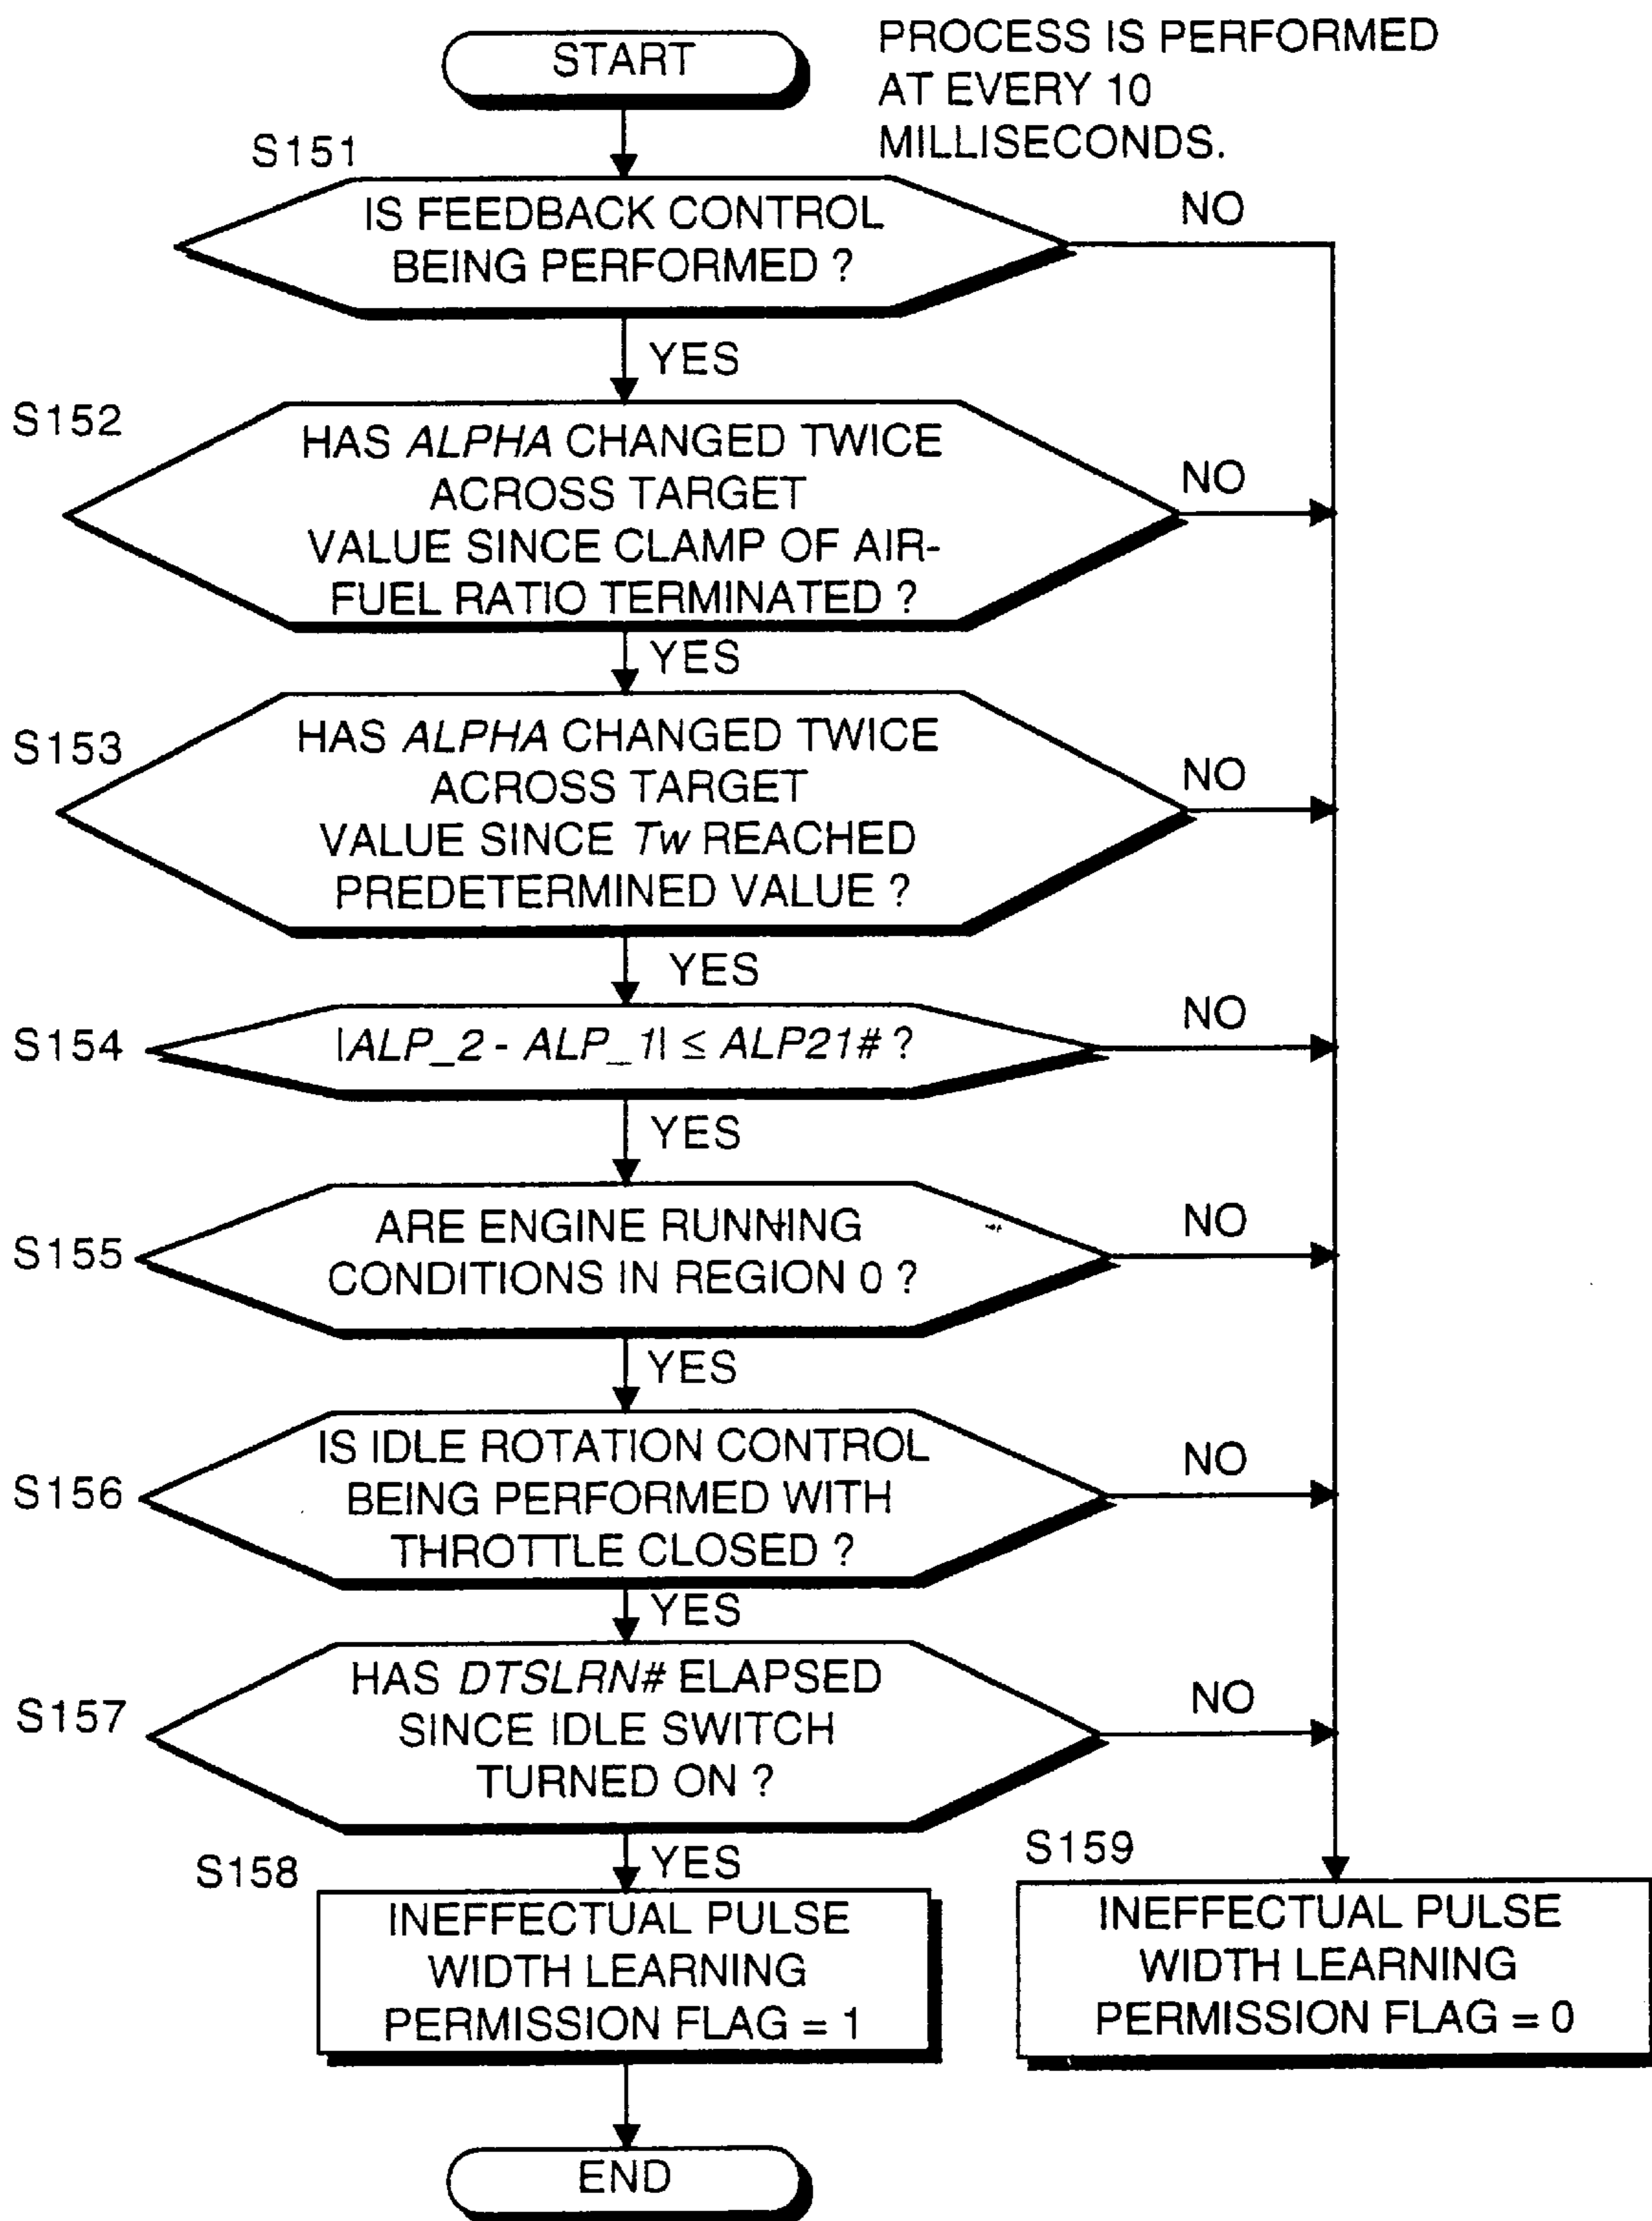 START
PROCESS IS PERFORMED
AT EVERY 10
MILLISECONDS.
S151
IS FEEDBACK CONTROL
BEING PERFORMED ?
NO
YES
S152
HAS ALPHA CHANGED TWICE
ACROSS TARGET
VALUE SINCE CLAMP OF AIR-
FUEL RATIO TERMINATED ?
NO
YES
S153
HAS ALPHA CHANGED TWICE
ACROSS TARGET
VALUE SINCE Tw REACHED
PREDETERMINED VALUE ?
NO
YES
S154
|ALP_2 - ALP_1| ≤ ALP21# ?
NO
YES
S155
ARE ENGINE RUNNING
CONDITIONS IN REGION 0 ?
NO
YES
S156
IS IDLE ROTATION CONTROL
BEING PERFORMED WITH
THROTTLE CLOSED ?
NO
YES
S157
HAS DTSLRN# ELAPSED
SINCE IDLE SWITCH
TURNED ON ?
NO
YES
S158
INEFFECTUAL PULSE
WIDTH LEARNING
PERMISSION FLAG = 1
S159
INEFFECTUAL PULSE
WIDTH LEARNING
PERMISSION FLAG = 0
END